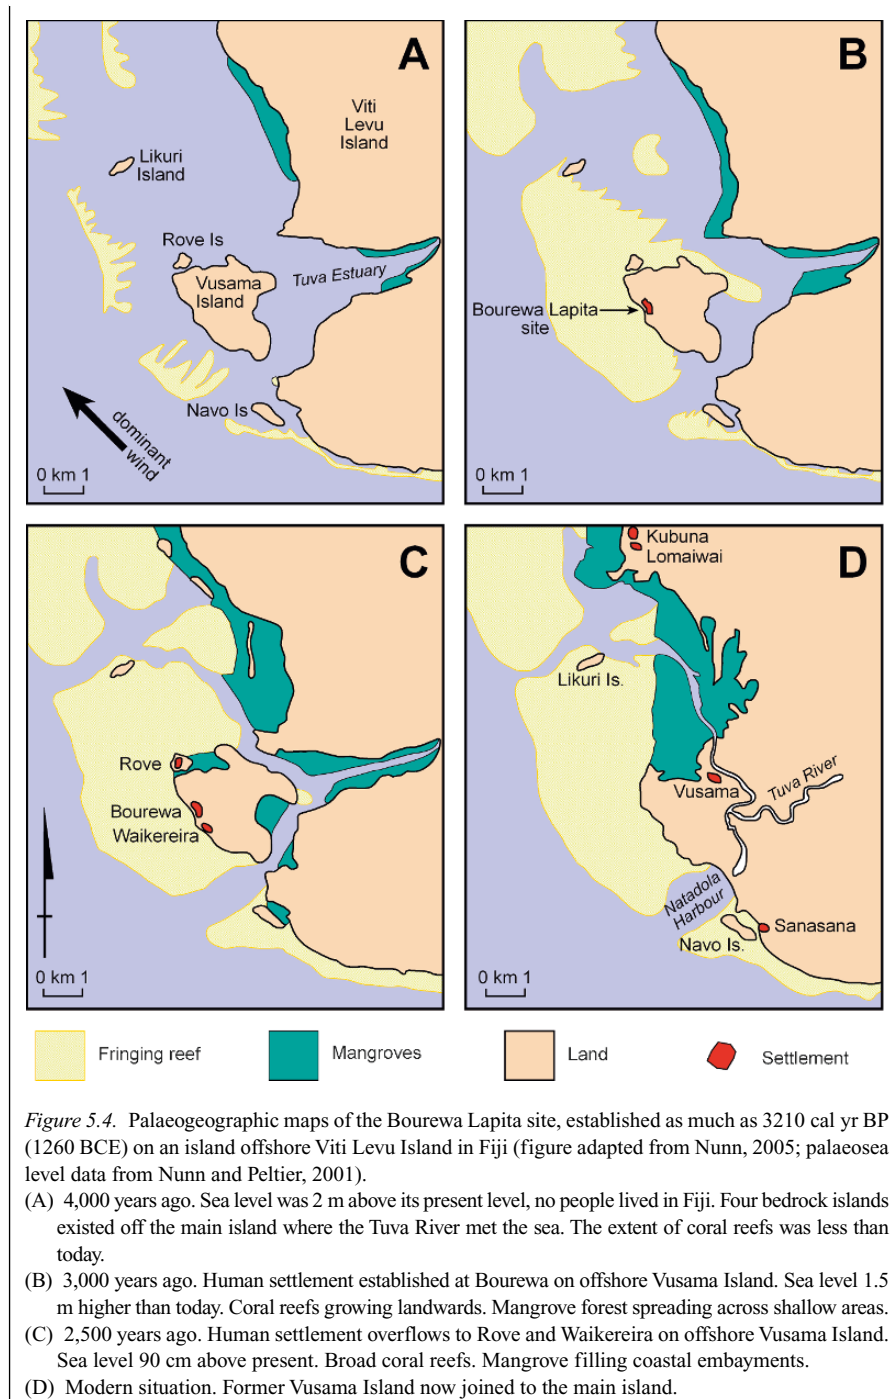 A
Viti
Levu
Island
Likuri
Island
Rove Is
Vusama
Island
Tuva Estuary
Navo Is
dominant
wind
0 km 1
B
Bourewa Lapita
site
0 km 1
C
Rove
Bourewa
Waikereira
0 km 1
D
Kubuna
Lomaiwai
Likuri Is.
Vusama
Tuva River
Natadola
Harbour
Sanasana
Navo Is.
0 km 1
Fringing reef
Mangroves
Land
Settlement
Figure 5.4. Palaeogeographic maps of the Bourewa Lapita site, established as much as 3210 cal yr BP
(1260 BCE) on an island offshore Viti Levu Island in Fiji (figure adapted from Nunn, 2005; palaeosea
level data from Nunn and Peltier, 2001).
(A) 4,000 years ago. Sea level was 2 m above its present level, no people lived in Fiji. Four bedrock islands
existed off the main island where the Tuva River met the sea. The extent of coral reefs was less than
today.
(B) 3,000 years ago. Human settlement established at Bourewa on offshore Vusama Island. Sea level 1.5
m higher than today. Coral reefs growing landwards. Mangrove forest spreading across shallow areas.
(C) 2,500 years ago. Human settlement overflows to Rove and Waikereira on offshore Vusama Island.
Sea level 90 cm above present. Broad coral reefs. Mangrove filling coastal embayments.
(D) Modern situation. Former Vusama Island now joined to the main island.